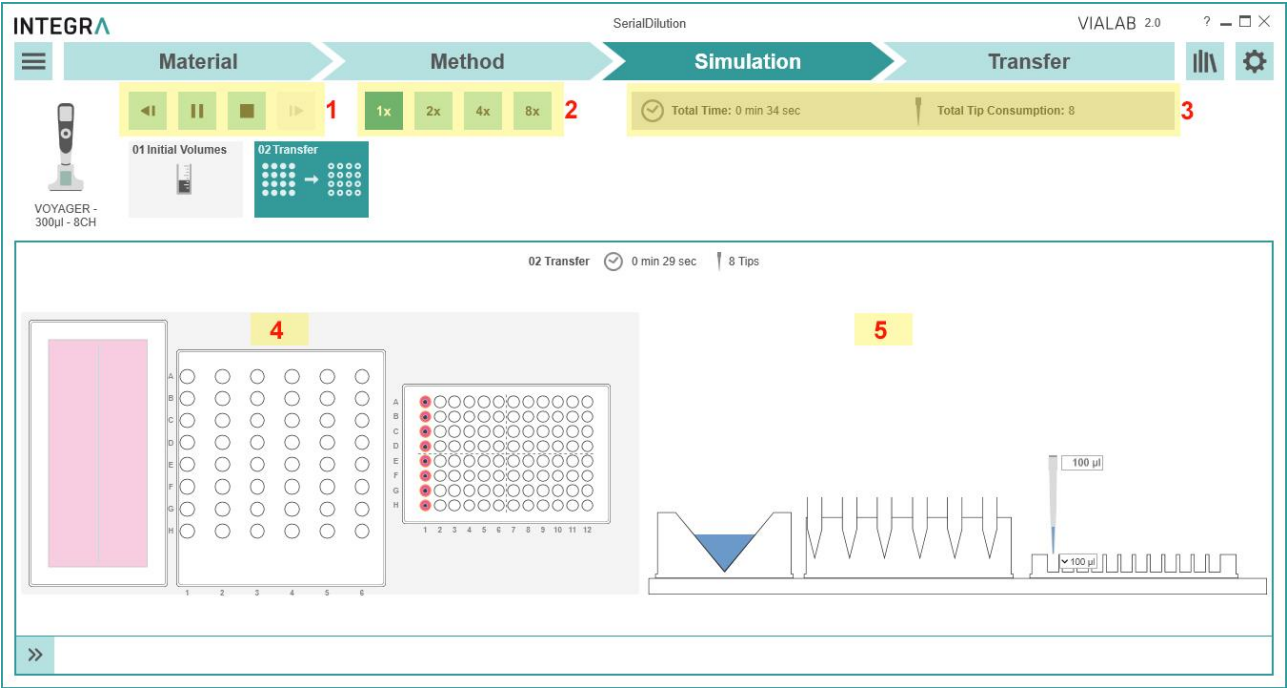 INTEGRA
SerialDilution
VIALAB 2.0
?
Material
Method
Simulation
Transfer
1
1x
2x
4x
8x
2
Total Time: 0 min 34 sec
Total Tip Consumption: 8
3
01 Initial Volumes
02 Transfer
VOYAGER -
300µl - 8CH
02 Transfer
0 min 29 sec
8 Tips
4
5
A
B
C
D
E
F
G
H
1 2 3 4 5 6
A
B
C
D
E
F
G
H
1 2 3 4 5 6 7 8 9 10 11 12
100 µl
100 µl